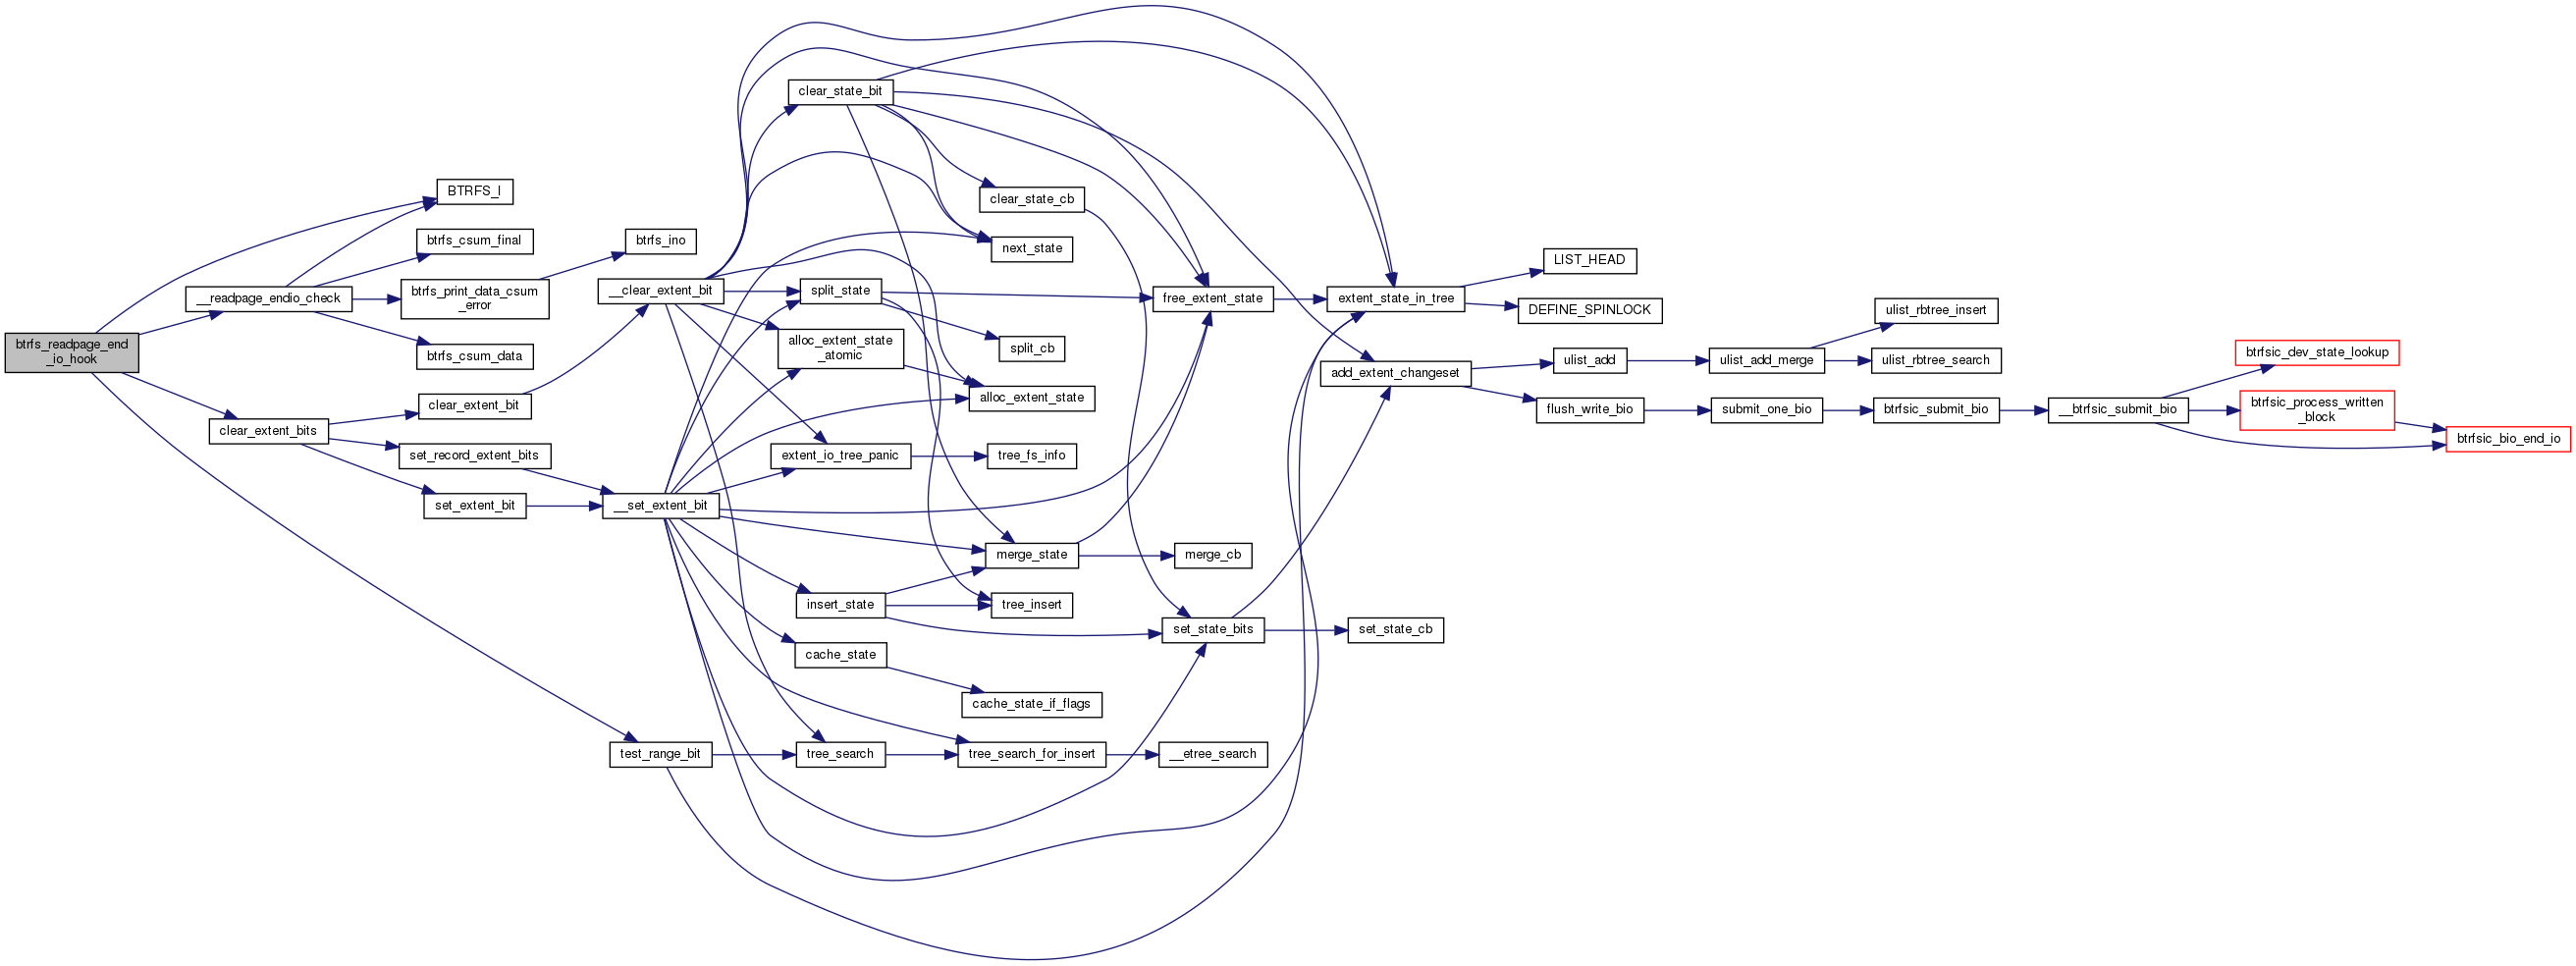 btrfs_readpage_end
_io_hook
BTRFS_I
__readpage_endio_check
btrfs_csum_final
btrfs_print_data_csum
_error
btrfs_csum_data
btrfs_ino
clear_extent_bits
clear_extent_bit
set_record_extent_bits
set_extent_bit
__clear_extent_bit
__set_extent_bit
test_range_bit
clear_state_bit
split_state
alloc_extent_state
_atomic
extent_io_tree_panic
insert_state
cache_state
tree_search
clear_state_cb
next_state
split_cb
alloc_extent_state
tree_fs_info
merge_state
tree_insert
cache_state_if_flags
tree_search_for_insert
free_extent_state
merge_cb
set_state_bits
__etree_search
extent_state_in_tree
add_extent_changeset
set_state_cb
LIST_HEAD
DEFINE_SPINLOCK
ulist_add
flush_write_bio
ulist_add_merge
submit_one_bio
ulist_rbtree_insert
ulist_rbtree_search
btrfsic_submit_bio
__btrfsic_submit_bio
btrfsic_dev_state_lookup
btrfsic_process_written
_block
btrfsic_bio_end_io